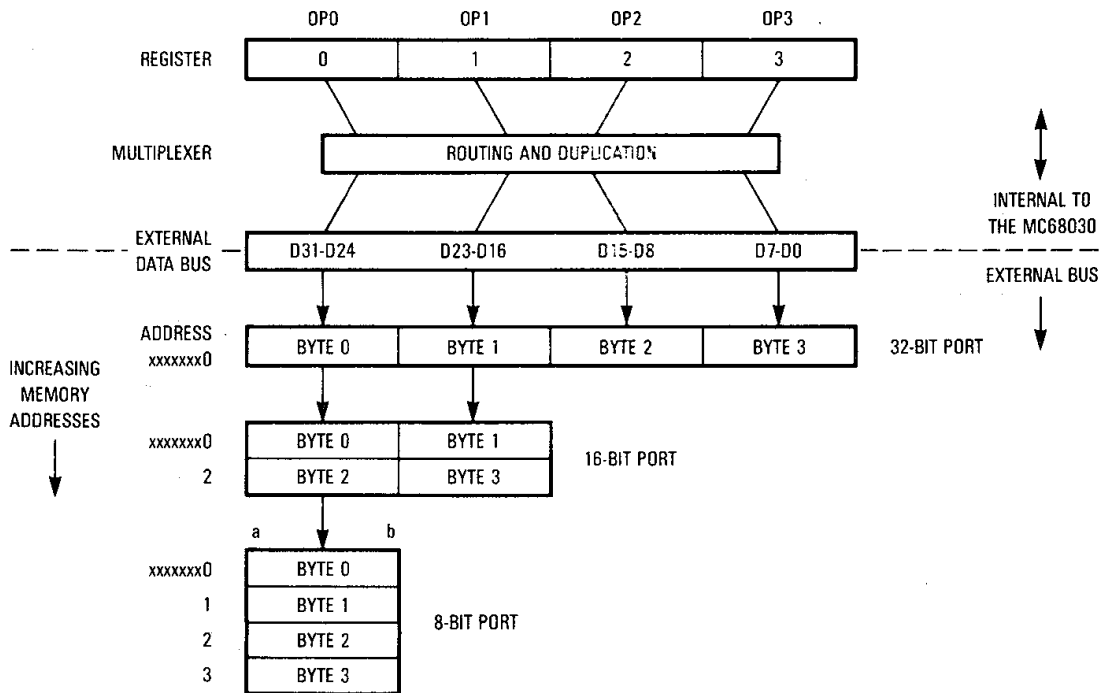 OP0 OP1 OP2 OP3
REGISTER 0 1 2 3
MULTIPLEXER ROUTING AND DUPLICATION
INTERNAL TO
THE MC68030
EXTERNAL
DATA BUS D31-D24 D23-D16 D15-D8 D7-D0
EXTERNAL BUS
ADDRESS
xxxxxxx0 BYTE 0 BYTE 1 BYTE 2 BYTE 3 32-BIT PORT
INCREASING
MEMORY
ADDRESSES
xxxxxxx0 BYTE 0 BYTE 1
16-BIT PORT
2 BYTE 2 BYTE 3
a b
xxxxxxx0 BYTE 0
1 BYTE 1
8-BIT PORT
2 BYTE 2
3 BYTE 3